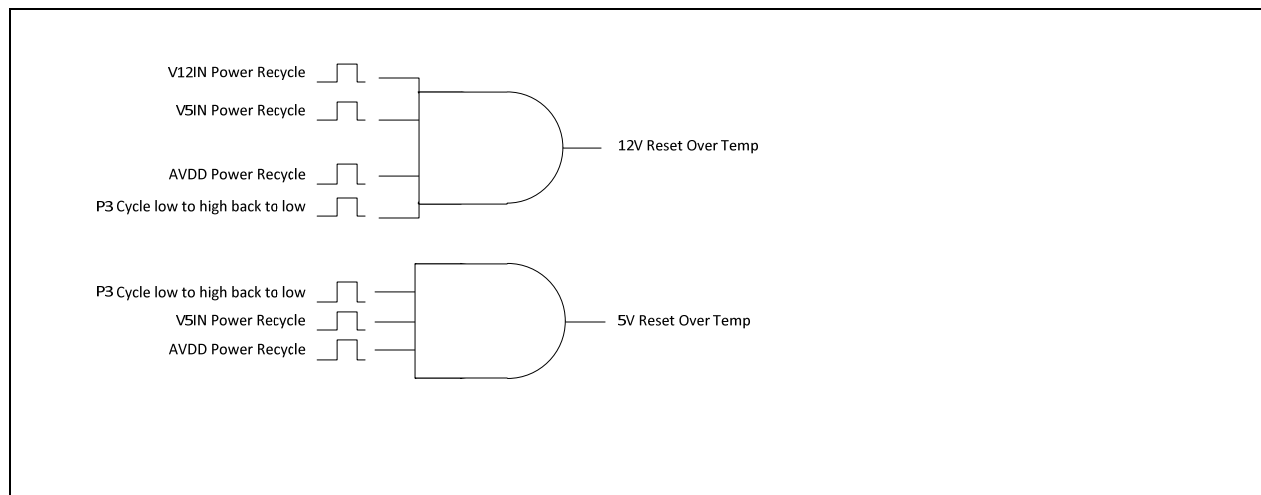 V12IN Power Recycle
V5IN Power Recycle
12V Reset Over Temp
AVDD Power Recycle
P3 Cycle low to high back to low
P3 Cycle low to high back to low
V5IN Power Recycle
5V Reset Over Temp
AVDD Power Recycle